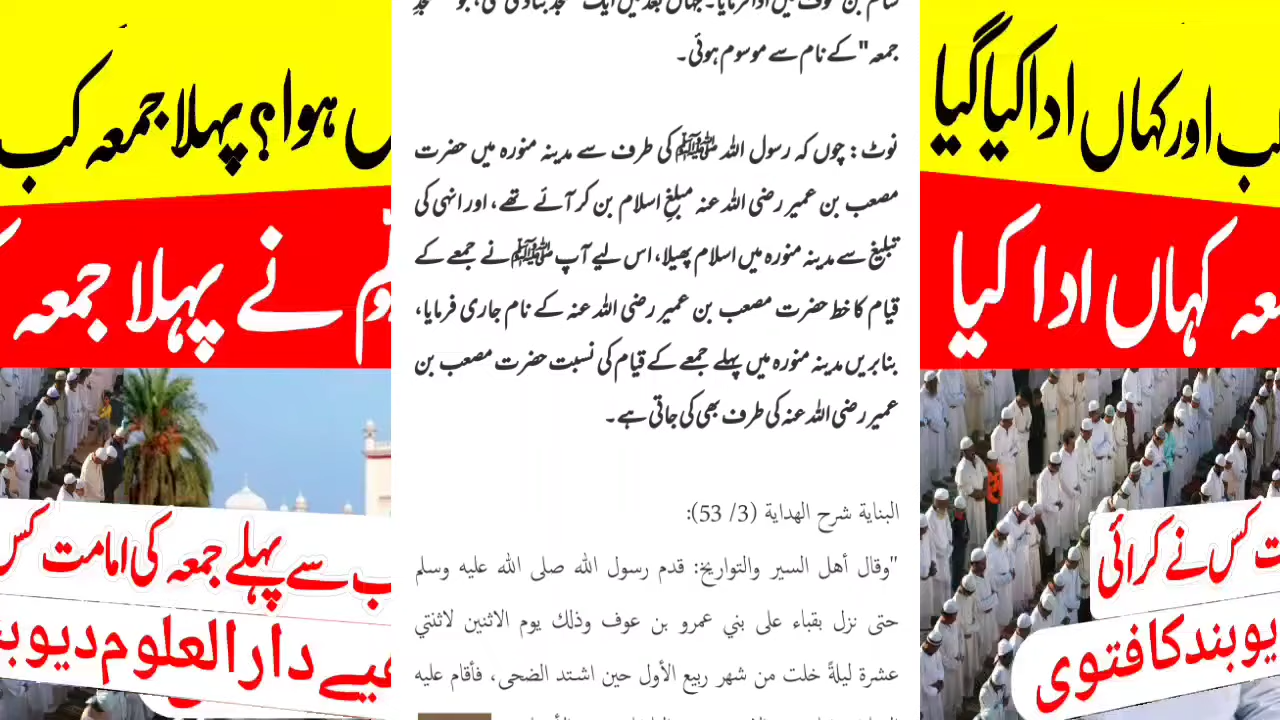 جمعہ" کے نام سے موسوم ہوئی۔
نوٹ: چوں کہ رسول اللہ ﷺ کی طرف سے مدینہ منورہ میں حضرت
مصعب بن عمیر رضی اللہ عنہ مبلغِ اسلام بن کر آئے تھے، اور انہی کی
تبلیغ سے مدینہ منورہ میں اسلام پھیلا، اس لیے آپ ﷺ نے جمعے کے
قیام کا خط حضرت مصعب بن عمیر رضی اللہ عنہ کے نام جاری فرمایا،
بنابریں مدینہ منورہ میں پہلے جمعے کے قیام کی نسبت حضرت مصعب بن
عمیر رضی اللہ عنہ کی طرف بھی کی جاتی ہے۔
البناية شرح الهداية (3/ 53):
"وقال أهل السير والتواريخ: قدم رسول الله صلى الله عليه وسلم
حتى نزل بقباء على بني عمرو بن عوف وذلك يوم الاثنين لاثنتي
عشرة ليلةً خلت من شهر ربيع الأول حين اشتد الضحى، فأقام عليه
اور کہاں ادا کیا گیا
کہاں ادا کیا
کس نے کرائی
کا فتوی
ہوا؟ پہلا جمعہ کب
نے پہلا جمعہ
سے پہلے جمعہ کی امامت
دارالعلوم